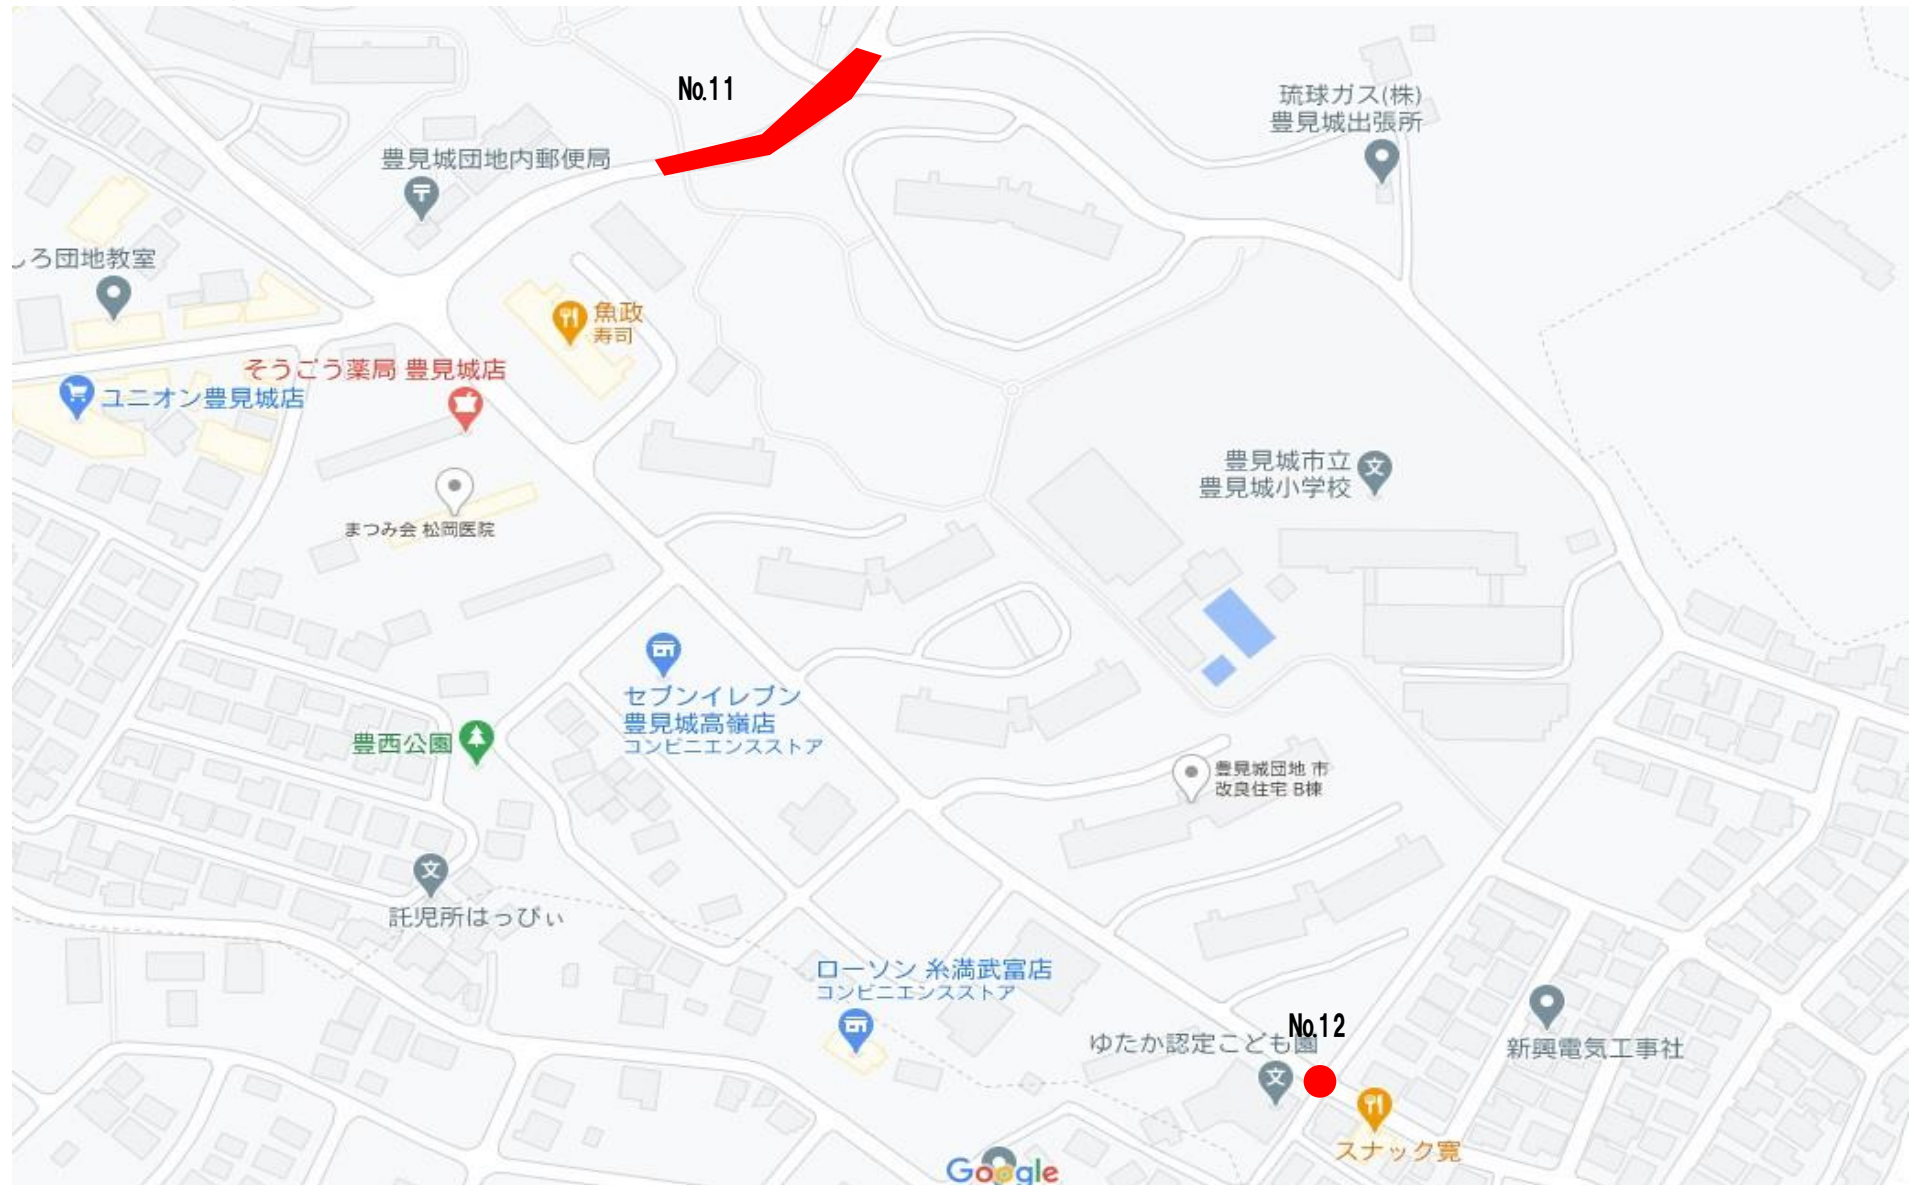 No.11
琉球ガス(株)
豊見城出張所
豊見城団地内郵便局
しろ団地教室
魚政
寿司
そうごう薬局 豊見城店
ユニオン豊見城店
豊見城市立
豊見城小学校
まつみ会 松岡医院
セブンイレブン
豊見城高嶺店
コンビニエンスストア
豊西公園
豊見城団地 市
改良住宅 B棟
託児所はっぴぃ
ローソン 糸満武富店
コンビニエンスストア
No.12
ゆたか認定こども園
新興電気工事社
スナック寛
Google